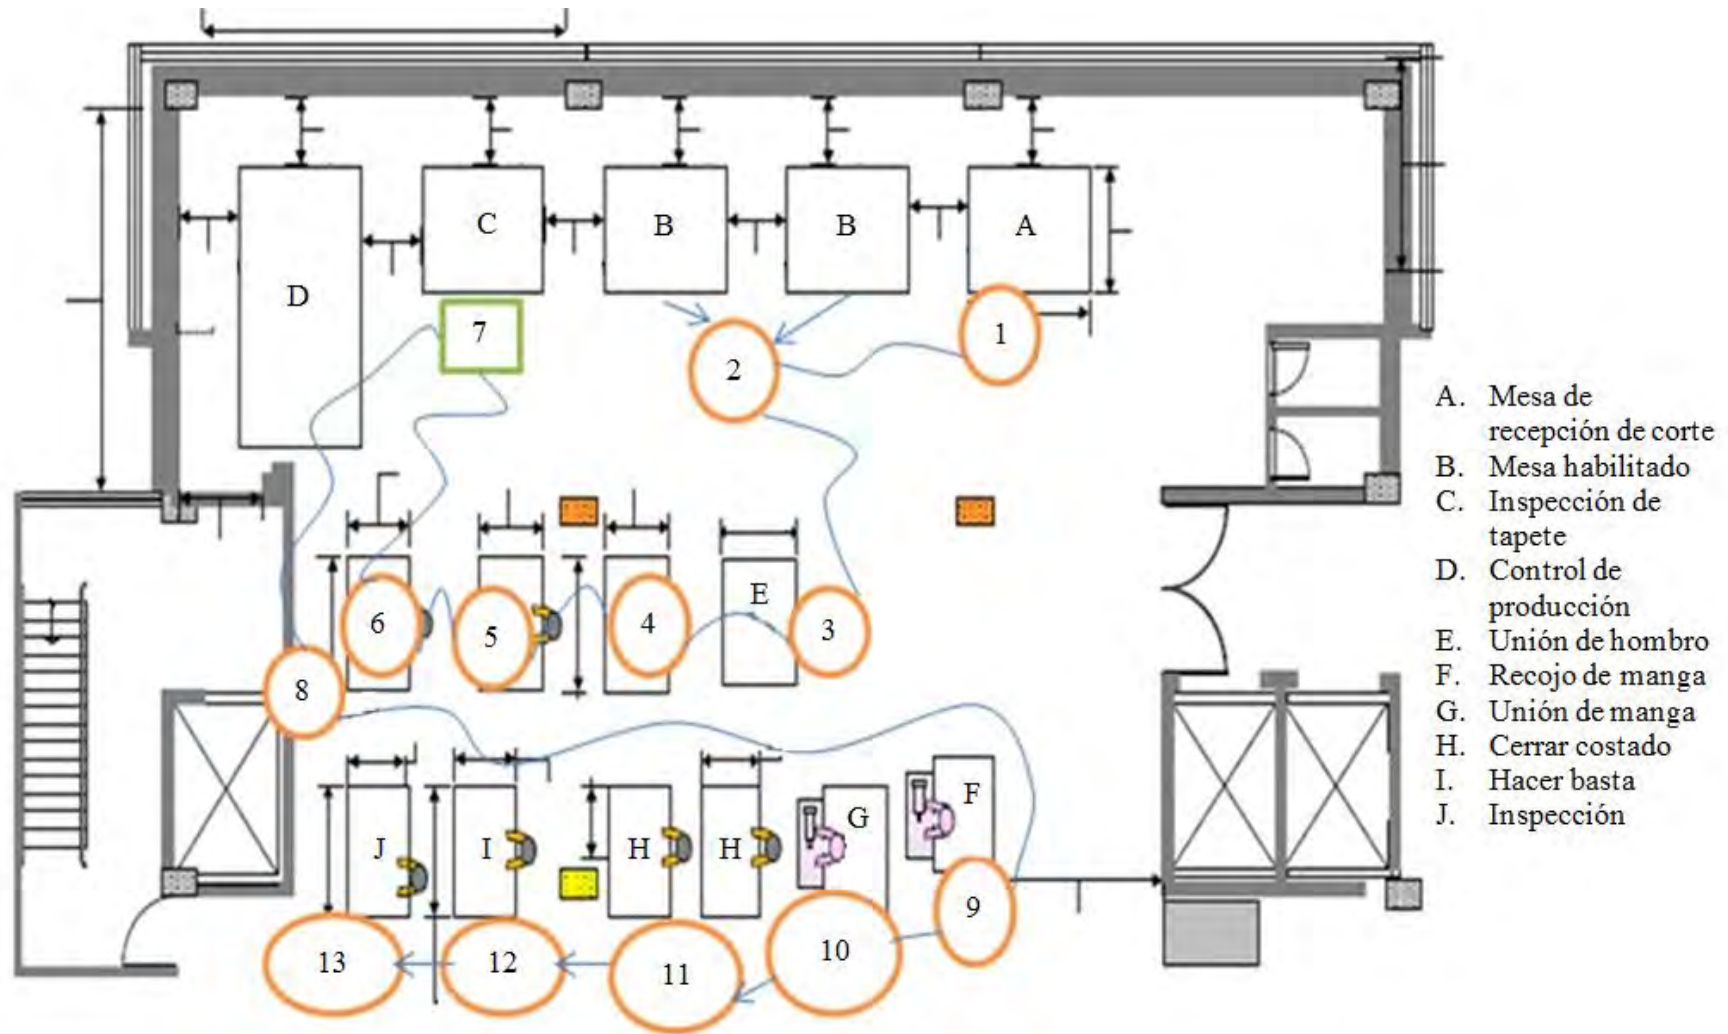 D
C
B
B
A
7
2
1
6
5
4
E
3
8
J
I
H
H
G
F
13
12
11
10
9
A. Mesa de
recepción de corte
B. Mesa habilitado
C. Inspección de
tapete
D. Control de
producción
E. Unión de hombro
F. Recojo de manga
G. Unión de manga
H. Cerrar costado
I. Hacer basta
J. Inspección